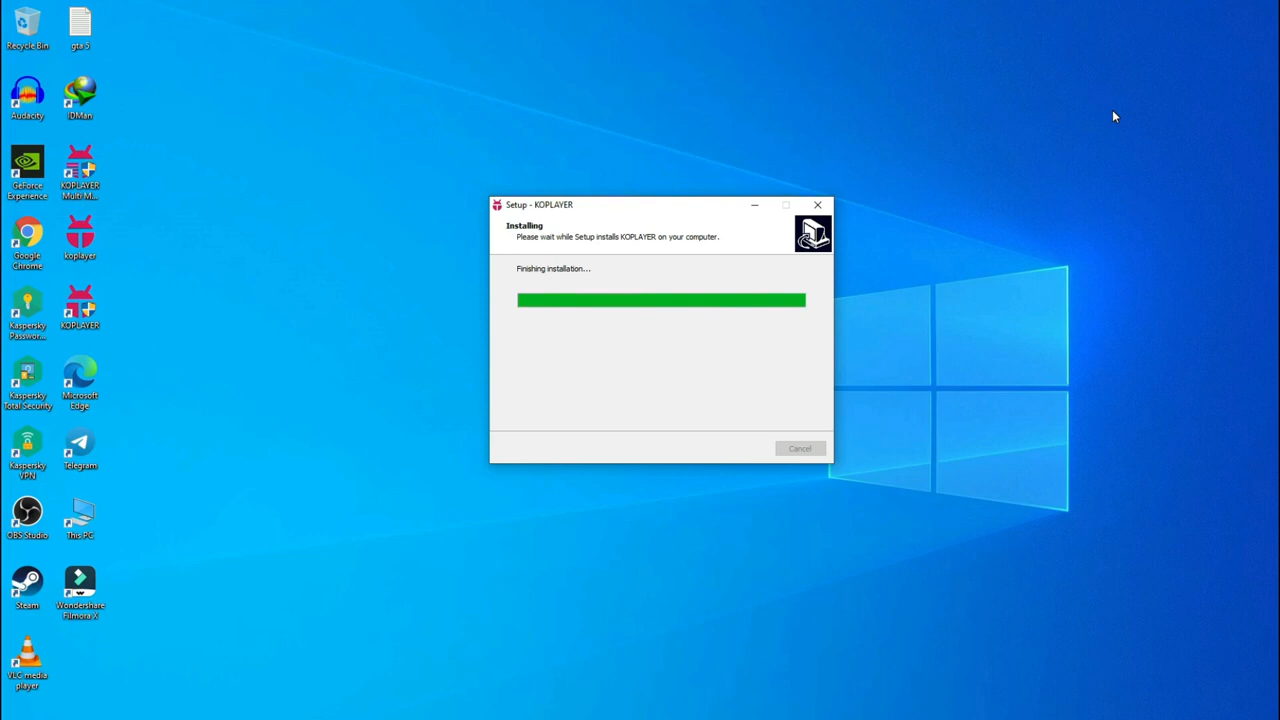 Recycle Bin
gta 5
Audacity
IDMan
GeForce
Experience
KOPLAYER
Multi M...
Google
Chrome
koplayer
Kaspersky
Passwor...
KOPLAYER
Kaspersky
Total Security
Microsoft
Edge
Kaspersky
VPN
Telegram
OBS Studio
This PC
Steam
Wondershare
Filmora X
VLC media
player
Setup - KOPLAYER
Installing
Please wait while Setup installs KOPLAYER on your computer.
Finishing installation...
Cancel